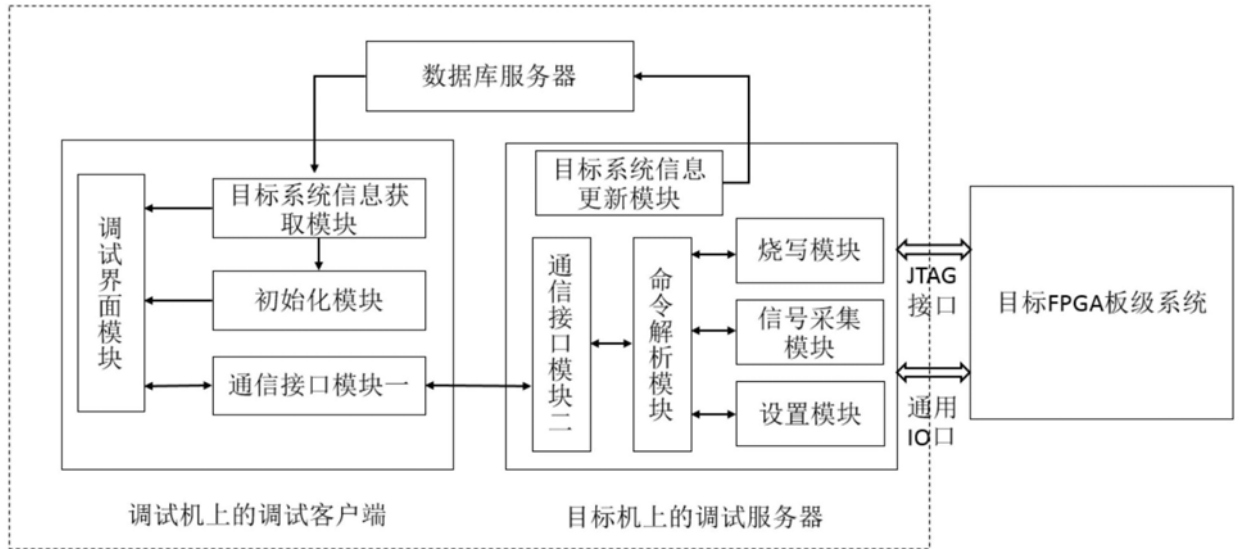 数据库服务器
目标系统信息获
取模块
初始化模块
通信接口模块一
调试界面模块
调试机上的调试客户端
目标系统信息
更新模块
通信接口模块二
命令解析模块
烧写模块
信号采集
模块
设置模块
目标机上的调试服务器
JTAG
接口
通用
IO口
目标FPGA板级系统